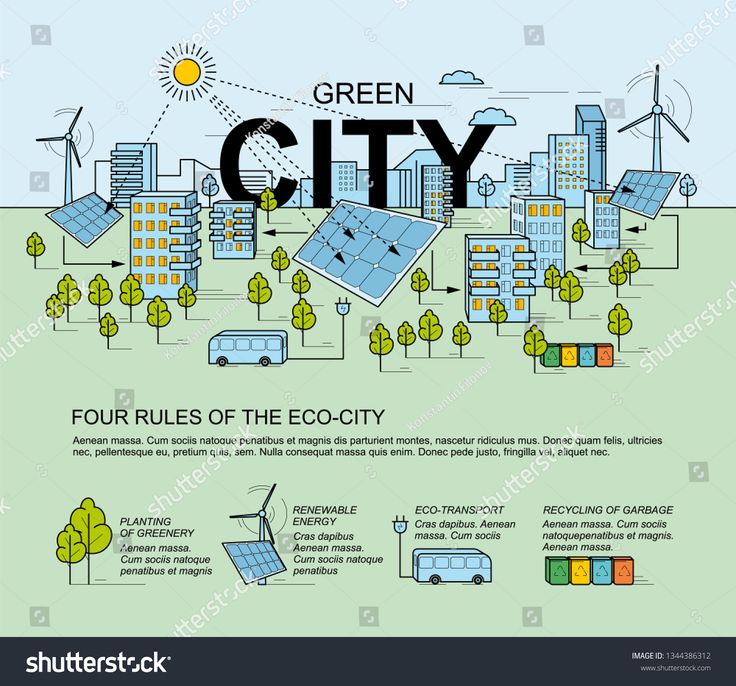 GREEN
CITY
FOUR RULES OF THE ECO-CITY
Aenean massa. Cum sociis natoque penatibus et magnis dis parturient montes, nascetur ridiculus mus. Donec quam felis, ultricies
nec, pellentesque eu, pretium quis, sem. Nulla consequat massa quis enim. Donec pede justo, fringilla vel, aliquet nec.
PLANTING
OF GREENERY
Aenean massa.
Cum sociis natoque
penatibus et magnis
RENEWABLE
ENERGY
Cras dapibus
Aenean massa.
Cum sociis natoque
penatibus
ECO-TRANSPORT
Cras dapibus. Aenean
massa. Cum sociis
RECYCLING OF GARBAGE
Aenean massa. Cum sociis
natoquepenatibus et magnis.
Aenean massa.
shutterstock
Konstantin Filonov
shutterstock®
IMAGE ID: 1344386312
www.shutterstock.com